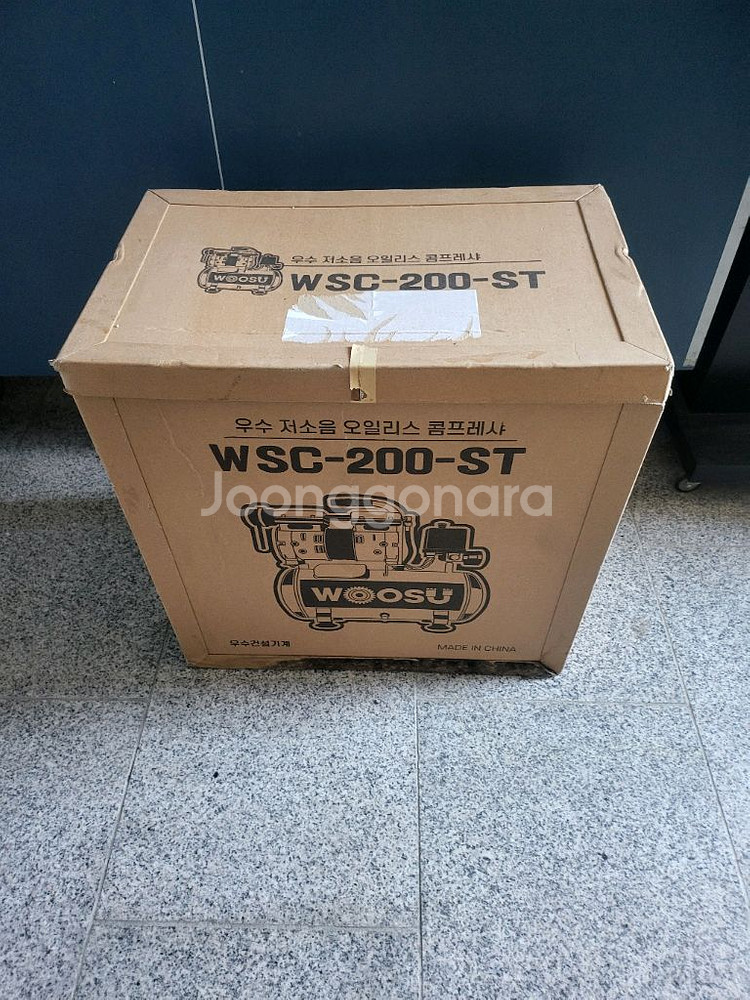 우수 저소음 오일리스 콤프레샤
WOOSU
WSC-200-ST
우수 저소음 오일리스 콤프레샤
WSC-200-ST
Joonggonara
WOOSU
우수건설기계
MADE IN CHINA